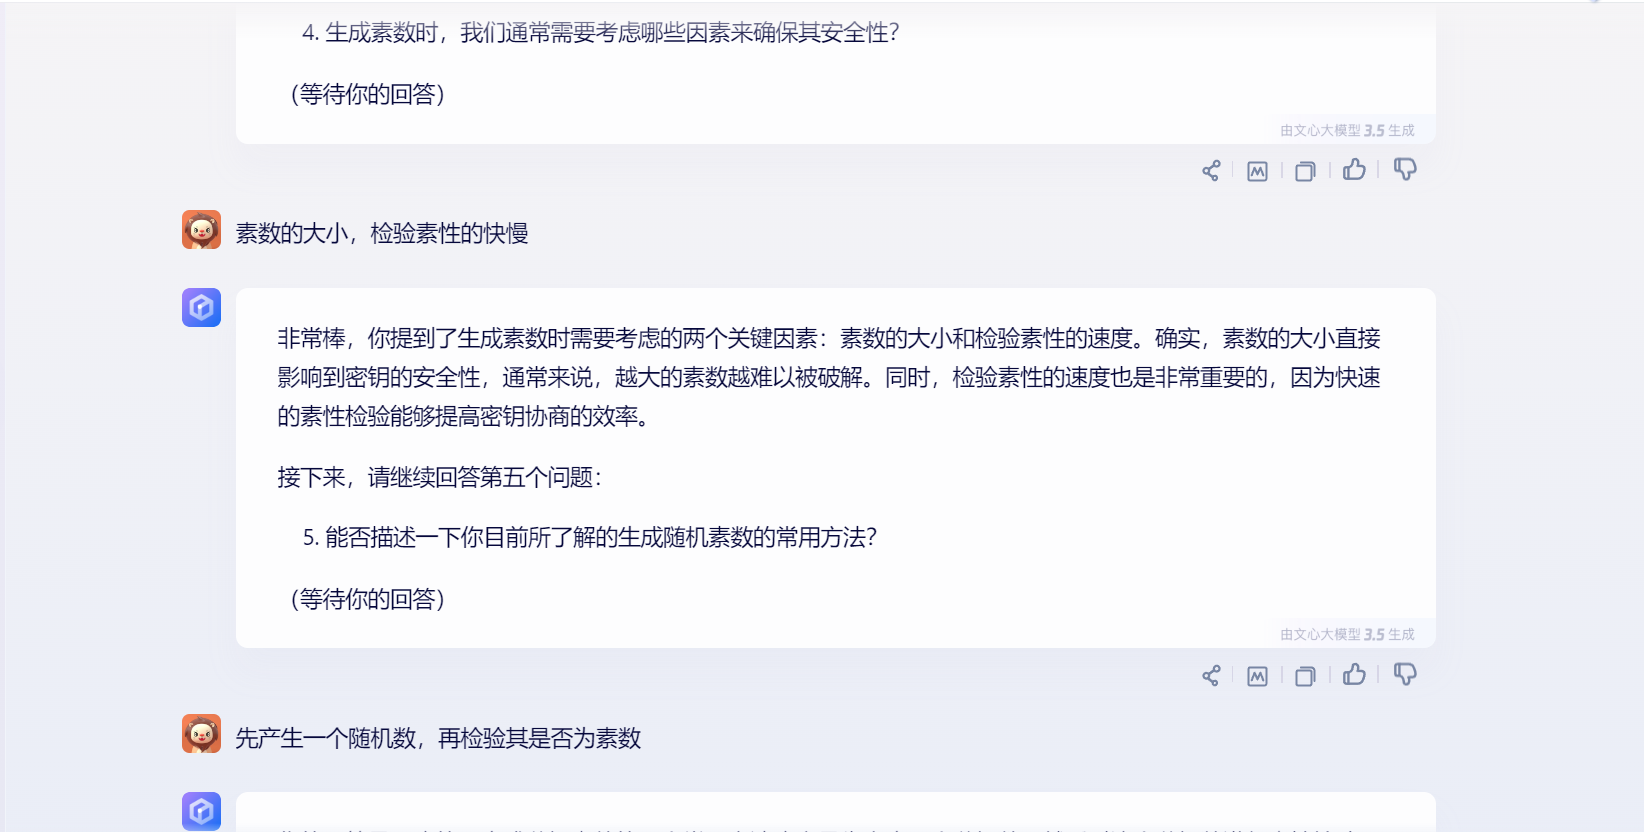 4. 生成素数时，我们通常需要考虑哪些因素来确保其安全性？
（等待你的回答）
由文心大模型 3.5 生成
素数的大小，检验素性的快慢
非常棒，你提到了生成素数时需要考虑的两个关键因素：素数的大小和检验素性的速度。确实，素数的大小直接
影响到密钥的安全性，通常来说，越大的素数越难以被破解。同时，检验素性的速度也是非常重要的，因为快速
的素性检验能够提高密钥协商的效率。
接下来，请继续回答第五个问题：
5. 能否描述一下你目前所了解的生成随机素数的常用方法？
（等待你的回答）
由文心大模型 3.5 生成
先产生一个随机数，再检验其是否为素数